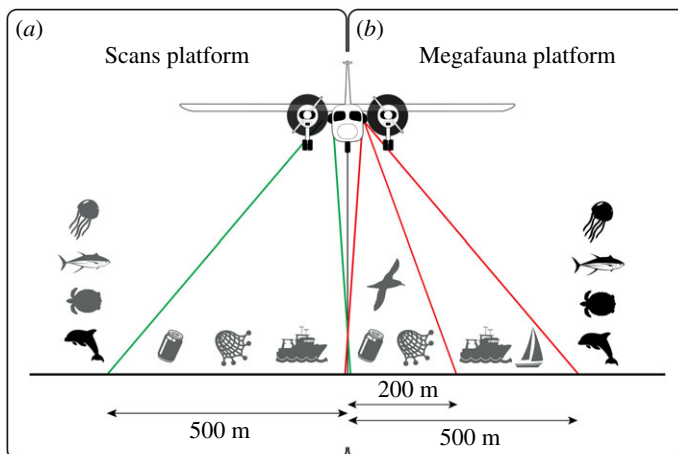 (a)
(b)
Scans platform
Megafauna platform
200 m
500 m
500 m